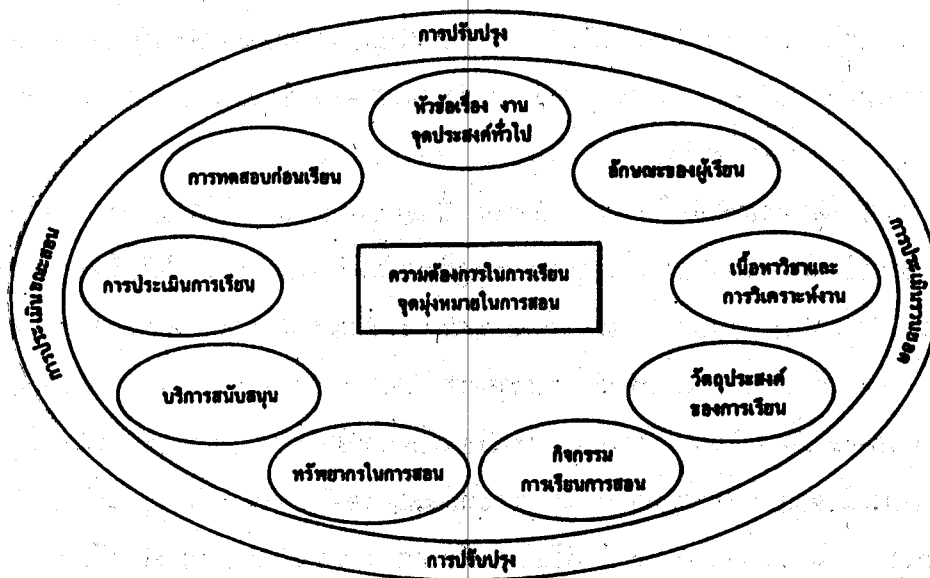 การปรับปรุง
หัวข้อเรื่อง งาน
จุดประสงค์ทั่วไป
การทดสอบก่อนเรียน
ลักษณะของผู้เรียน
การประเมินขณะสอน
การประเมินการเรียน
ความต้องการในการเรียน
จุดมุ่งหมายในการสอน
เนื้อหาวิชาและ
การวิเคราะห์งาน
การประเมินรวบยอด
บริการสนับสนุน
วัตถุประสงค์
ของการเรียน
ทรัพยากรในการสอน
กิจกรรม
การเรียนการสอน
การปรับปรุง